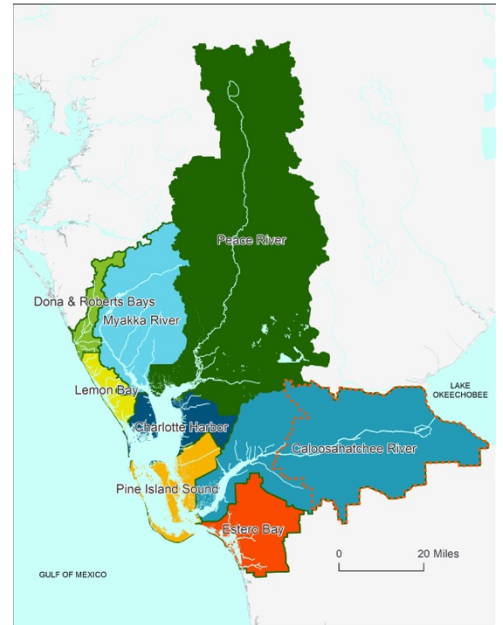 Peace River
Dona & Roberts Bays
Myakka River
Lemon Bay
LAKE
OKEECHOBEE
Charlotte Harbor
Caloosahatchee River
Pine Island Sound
Estero Bay
0 20 Miles
GULF OF MEXICO